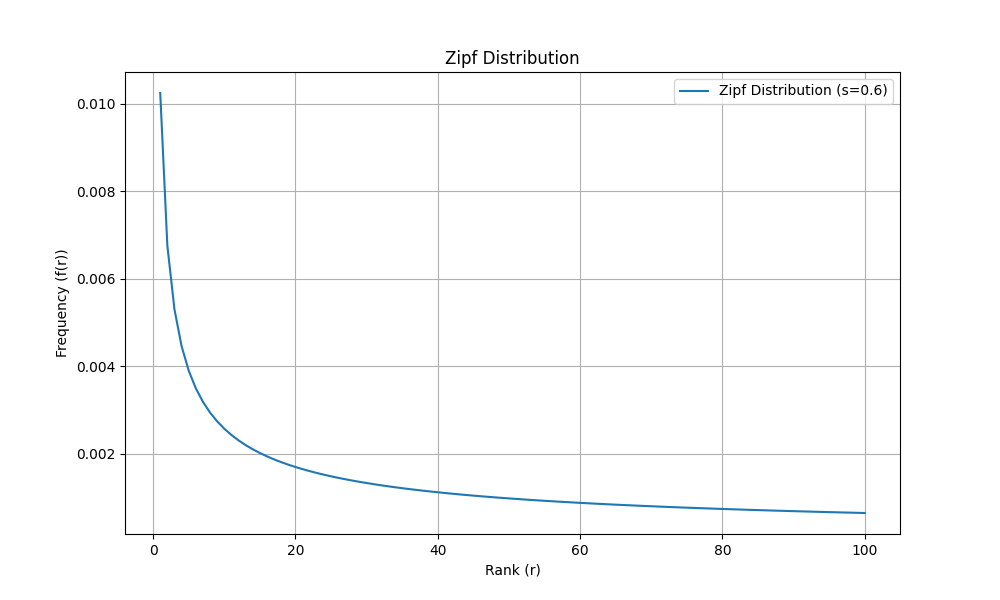 Zipf Distribution
Zipf Distribution (s=0.6)
Frequency (f(r))
0.010
0.008
0.006
0.004
0.002
0 20 40 60 80 100
Rank (r)